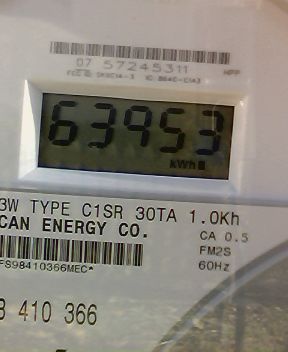 07 57245311
63953
kWh
3W TYPE C1SR 30TA 1.0Kh
CAN ENERGY CO.
CA 0.5
FM2S
60Hz
FS98410366MEC*
3 410 366